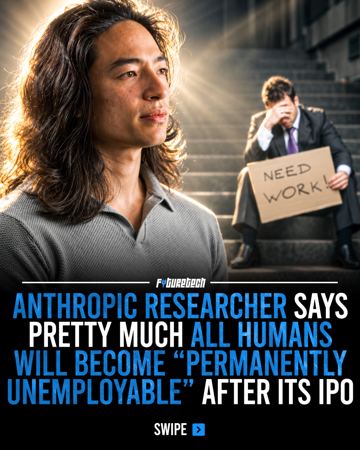 NEED
WORK!
Futuretech
ANTHROPIC RESEARCHER SAYS
PRETTY MUCH ALL HUMANS
WILL BECOME “PERMANENTLY
UNEMPLOYABLE” AFTER ITS IPO
SWIPE